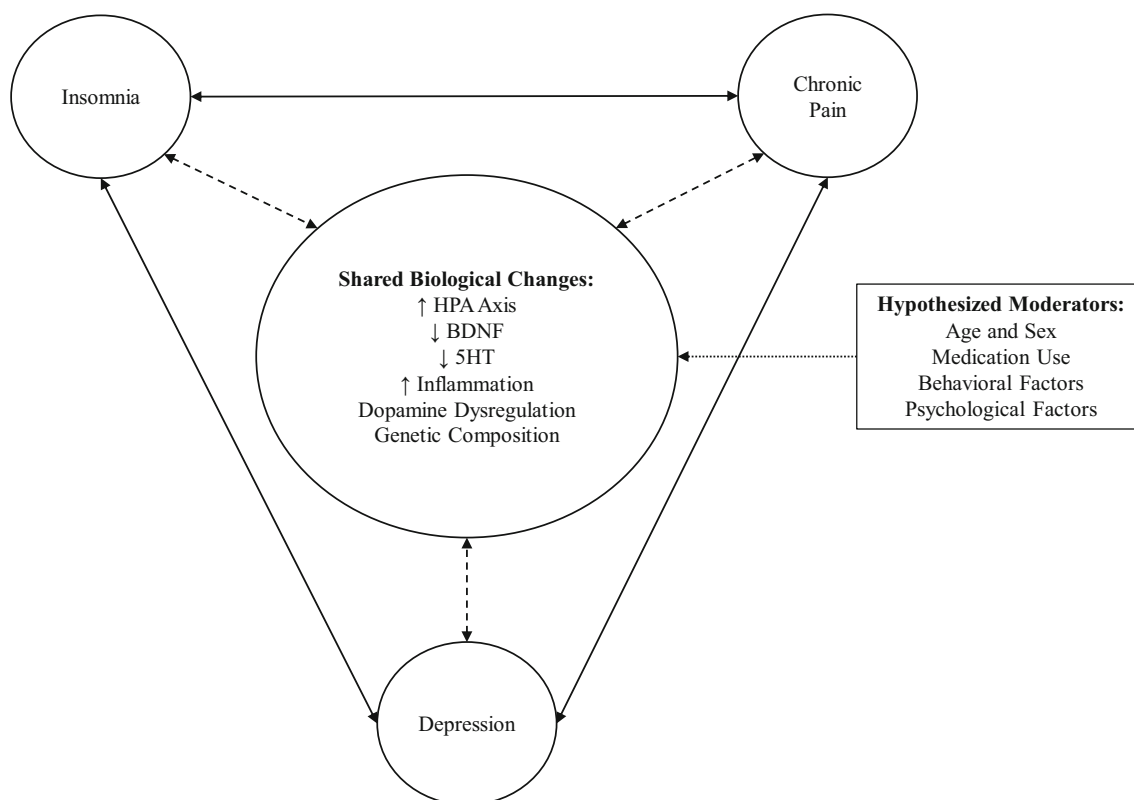 Insomnia
Chronic
Pain
Shared Biological Changes:
↑ HPA Axis
↓ BDNF
↓ 5HT
↑ Inflammation
Dopamine Dysregulation
Genetic Composition
Hypothesized Moderators:
Age and Sex
Medication Use
Behavioral Factors
Psychological Factors
Depression